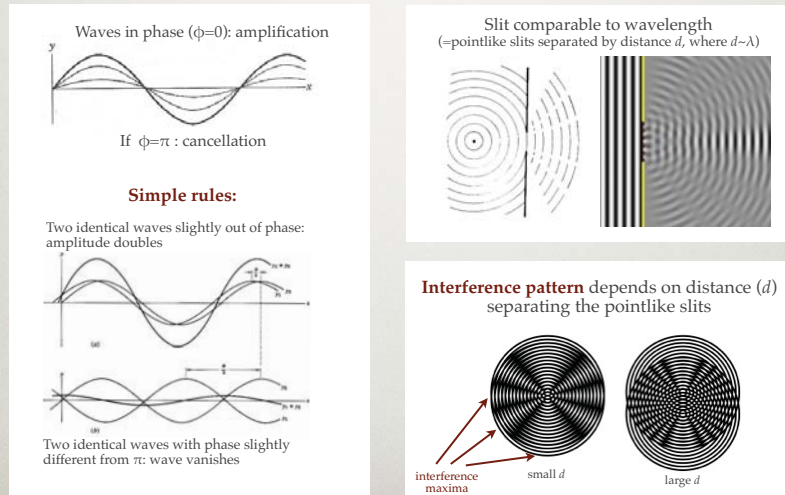 Waves in phase (ϕ=0): amplification
y
x
If ϕ=π : cancellation
Simple rules:
Two identical waves slightly out of phase:
amplitude doubles
(a)
(b)
Two identical waves with phase slightly
different from π: wave vanishes
Slit comparable to wavelength
(=pointlike slits separated by distance d, where d~λ)
Interference pattern depends on distance (d)
separating the pointlike slits
interference
maxima
small d
large d